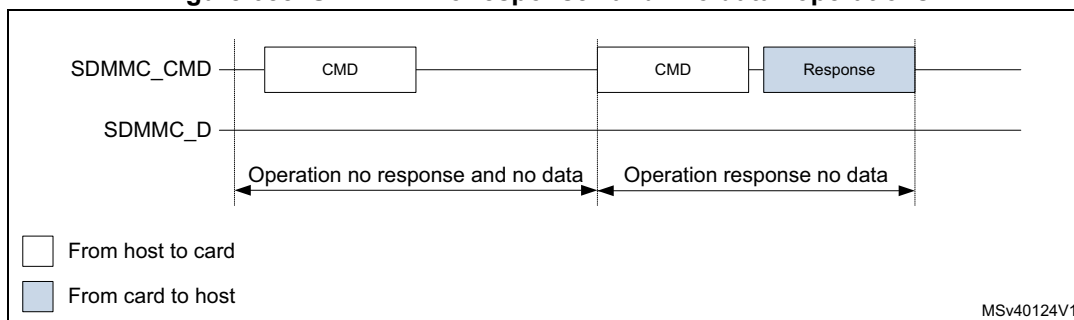 SDMMC_CMD
CMD
CMD
Response
SDMMC_D
Operation no response and no data
Operation response no data
From host to card
From card to host
MSv40124V1